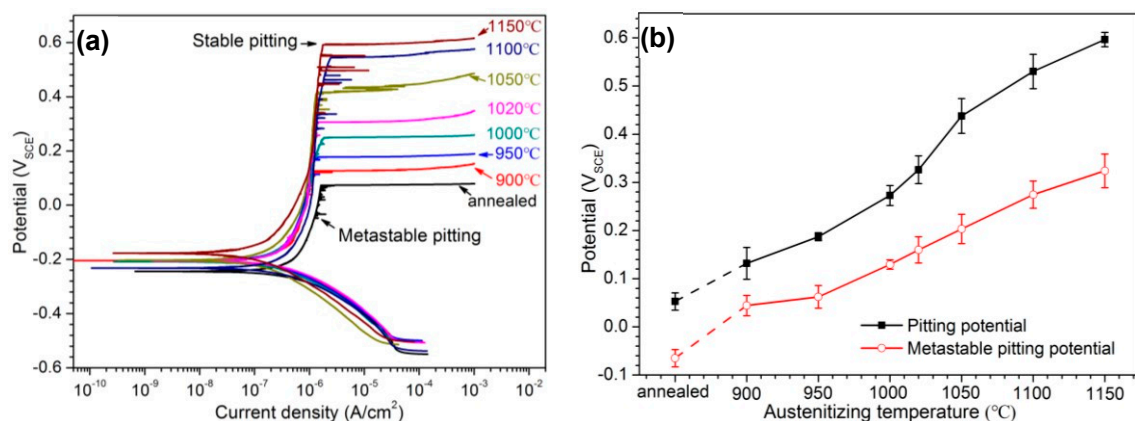 (a)
Stable pitting
1150℃
1100℃
1050℃
1020℃
1000℃
950℃
900℃
annealed
Metastable pitting
0.6
0.4
0.2
0.0
-0.2
-0.4
-0.6
Potential (V_SCE)
10^-10 10^-9 10^-8 10^-7 10^-6 10^-5 10^-4 10^-3 10^-2
Current density (A/cm^2)
(b)
0.6
0.5
0.4
0.3
0.2
0.1
0.0
-0.1
Potential (V_SCE)
Pitting potential
Metastable pitting potential
annealed 900 950 1000 1050 1100 1150
Austenitizing temperature (℃)